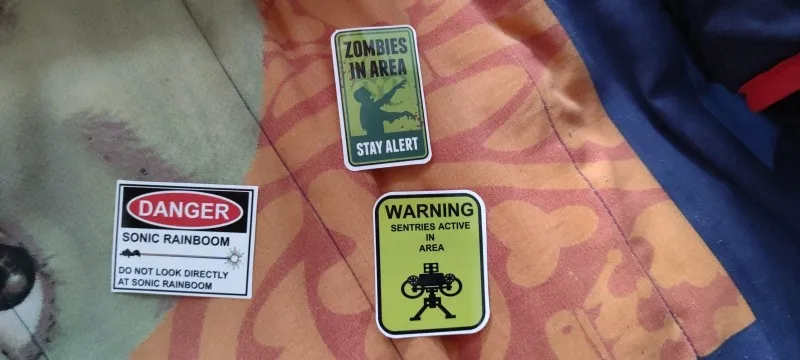 ZOMBIES
IN AREA
STAY ALERT
DANGER
SONIC RAINBOOM
DO NOT LOOK DIRECTLY
AT SONIC RAINBOOM
WARNING
SENTRIES ACTIVE
IN
AREA